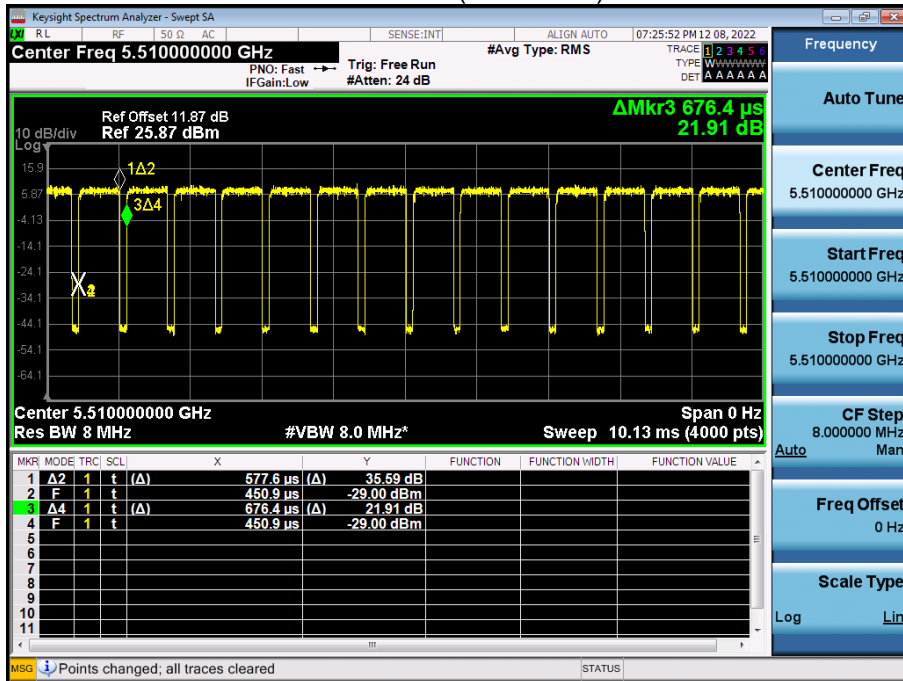 Keysight Spectrum Analyzer - Swept SA
LXI RL RF 50 Ω AC SENSE:INT ALIGN AUTO 07:25:52 PM 12 08, 2022
Center Freq 5.510000000 GHz #Avg Type: RMS TRACE 1 2 3 4 5 6
PNO: Fast Trig: Free Run TYPE WWWWWW
IFGain:Low #Atten: 24 dB DET A A A A A A
ΔMkr3 676.4 µs
21.91 dB
Ref Offset 11.87 dB
10 dB/div Ref 25.87 dBm
Log
15.9
5.87
-4.13
-14.1
-24.1
-34.1
-44.1
-54.1
-64.1
1Δ2
3Δ4
Center 5.510000000 GHz Span 0 Hz
Res BW 8 MHz #VBW 8.0 MHz* Sweep 10.13 ms (4000 pts)
MKR MODE TRC SCL X Y FUNCTION FUNCTION WIDTH FUNCTION VALUE
1 Δ2 1 t (Δ) 577.6 µs (Δ) 35.59 dB
2 F 1 t 450.9 µs -29.00 dBm
3 Δ4 1 t (Δ) 676.4 µs (Δ) 21.91 dB
4 F 1 t 450.9 µs -29.00 dBm
5
6
7
8
9
10
11
MSG Points changed; all traces cleared STATUS
Frequency
Auto Tune
Center Freq
5.510000000 GHz
Start Freq
5.510000000 GHz
Stop Freq
5.510000000 GHz
CF Step
8.000000 MHz
Auto Man
Freq Offset
0 Hz
Scale Type
Log Lin